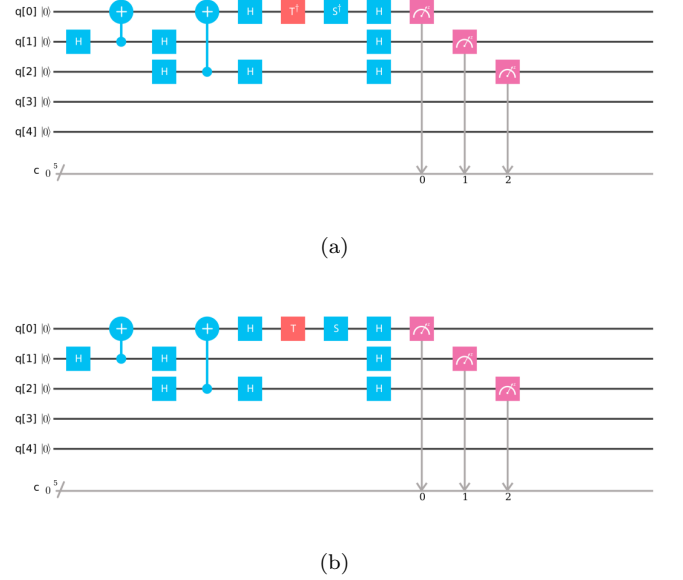 q[0] |0⟩ H T† S† H
q[1] |0⟩ H H H
q[2] |0⟩ H H H
q[3] |0⟩
q[4] |0⟩
c 0 5
0 1 2
(a)
q[0] |0⟩ H T S H
q[1] |0⟩ H H H
q[2] |0⟩ H H H
q[3] |0⟩
q[4] |0⟩
c 0 5
0 1 2
(b)